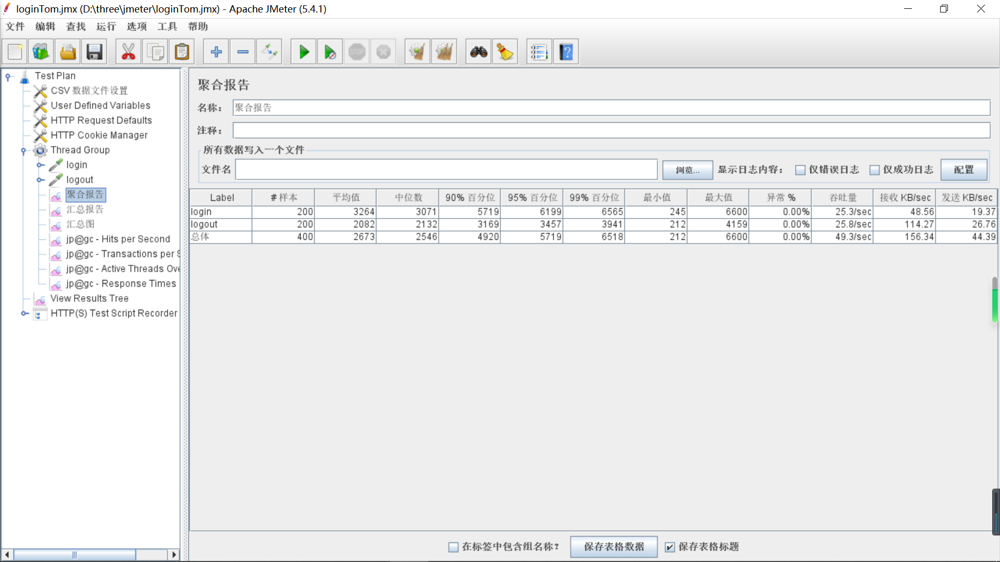 loginTom.jmx (D:\three\jmeter\loginTom.jmx) - Apache JMeter (5.4.1)
文件 编辑 查找 运行 选项 工具 帮助
STOP
Test Plan
CSV 数据文件设置
User Defined Variables
HTTP Request Defaults
HTTP Cookie Manager
Thread Group
login
logout
聚合报告
汇总报告
汇总图
jp@gc - Hits per Second
jp@gc - Transactions per S
jp@gc - Active Threads Ove
jp@gc - Response Times
View Results Tree
HTTP(S) Test Script Recorder
聚合报告
名称： 聚合报告
注释：
所有数据写入一个文件
文件名 浏览... 显示日志内容： 仅错误日志 仅成功日志 配置
Label # 样本 平均值 中位数 90% 百分位 95% 百分位 99% 百分位 最小值 最大值 异常 % 吞吐量 接收 KB/sec 发送 KB/sec
login 200 3264 3071 5719 6199 6565 245 6600 0.00% 25.3/sec 48.56 19.37
logout 200 2082 2132 3169 3457 3941 212 4159 0.00% 25.8/sec 114.27 26.76
总体 400 2673 2546 4920 5719 6518 212 6600 0.00% 49.3/sec 156.34 44.39
在标签中包含组名称？ 保存表格数据 保存表格标题